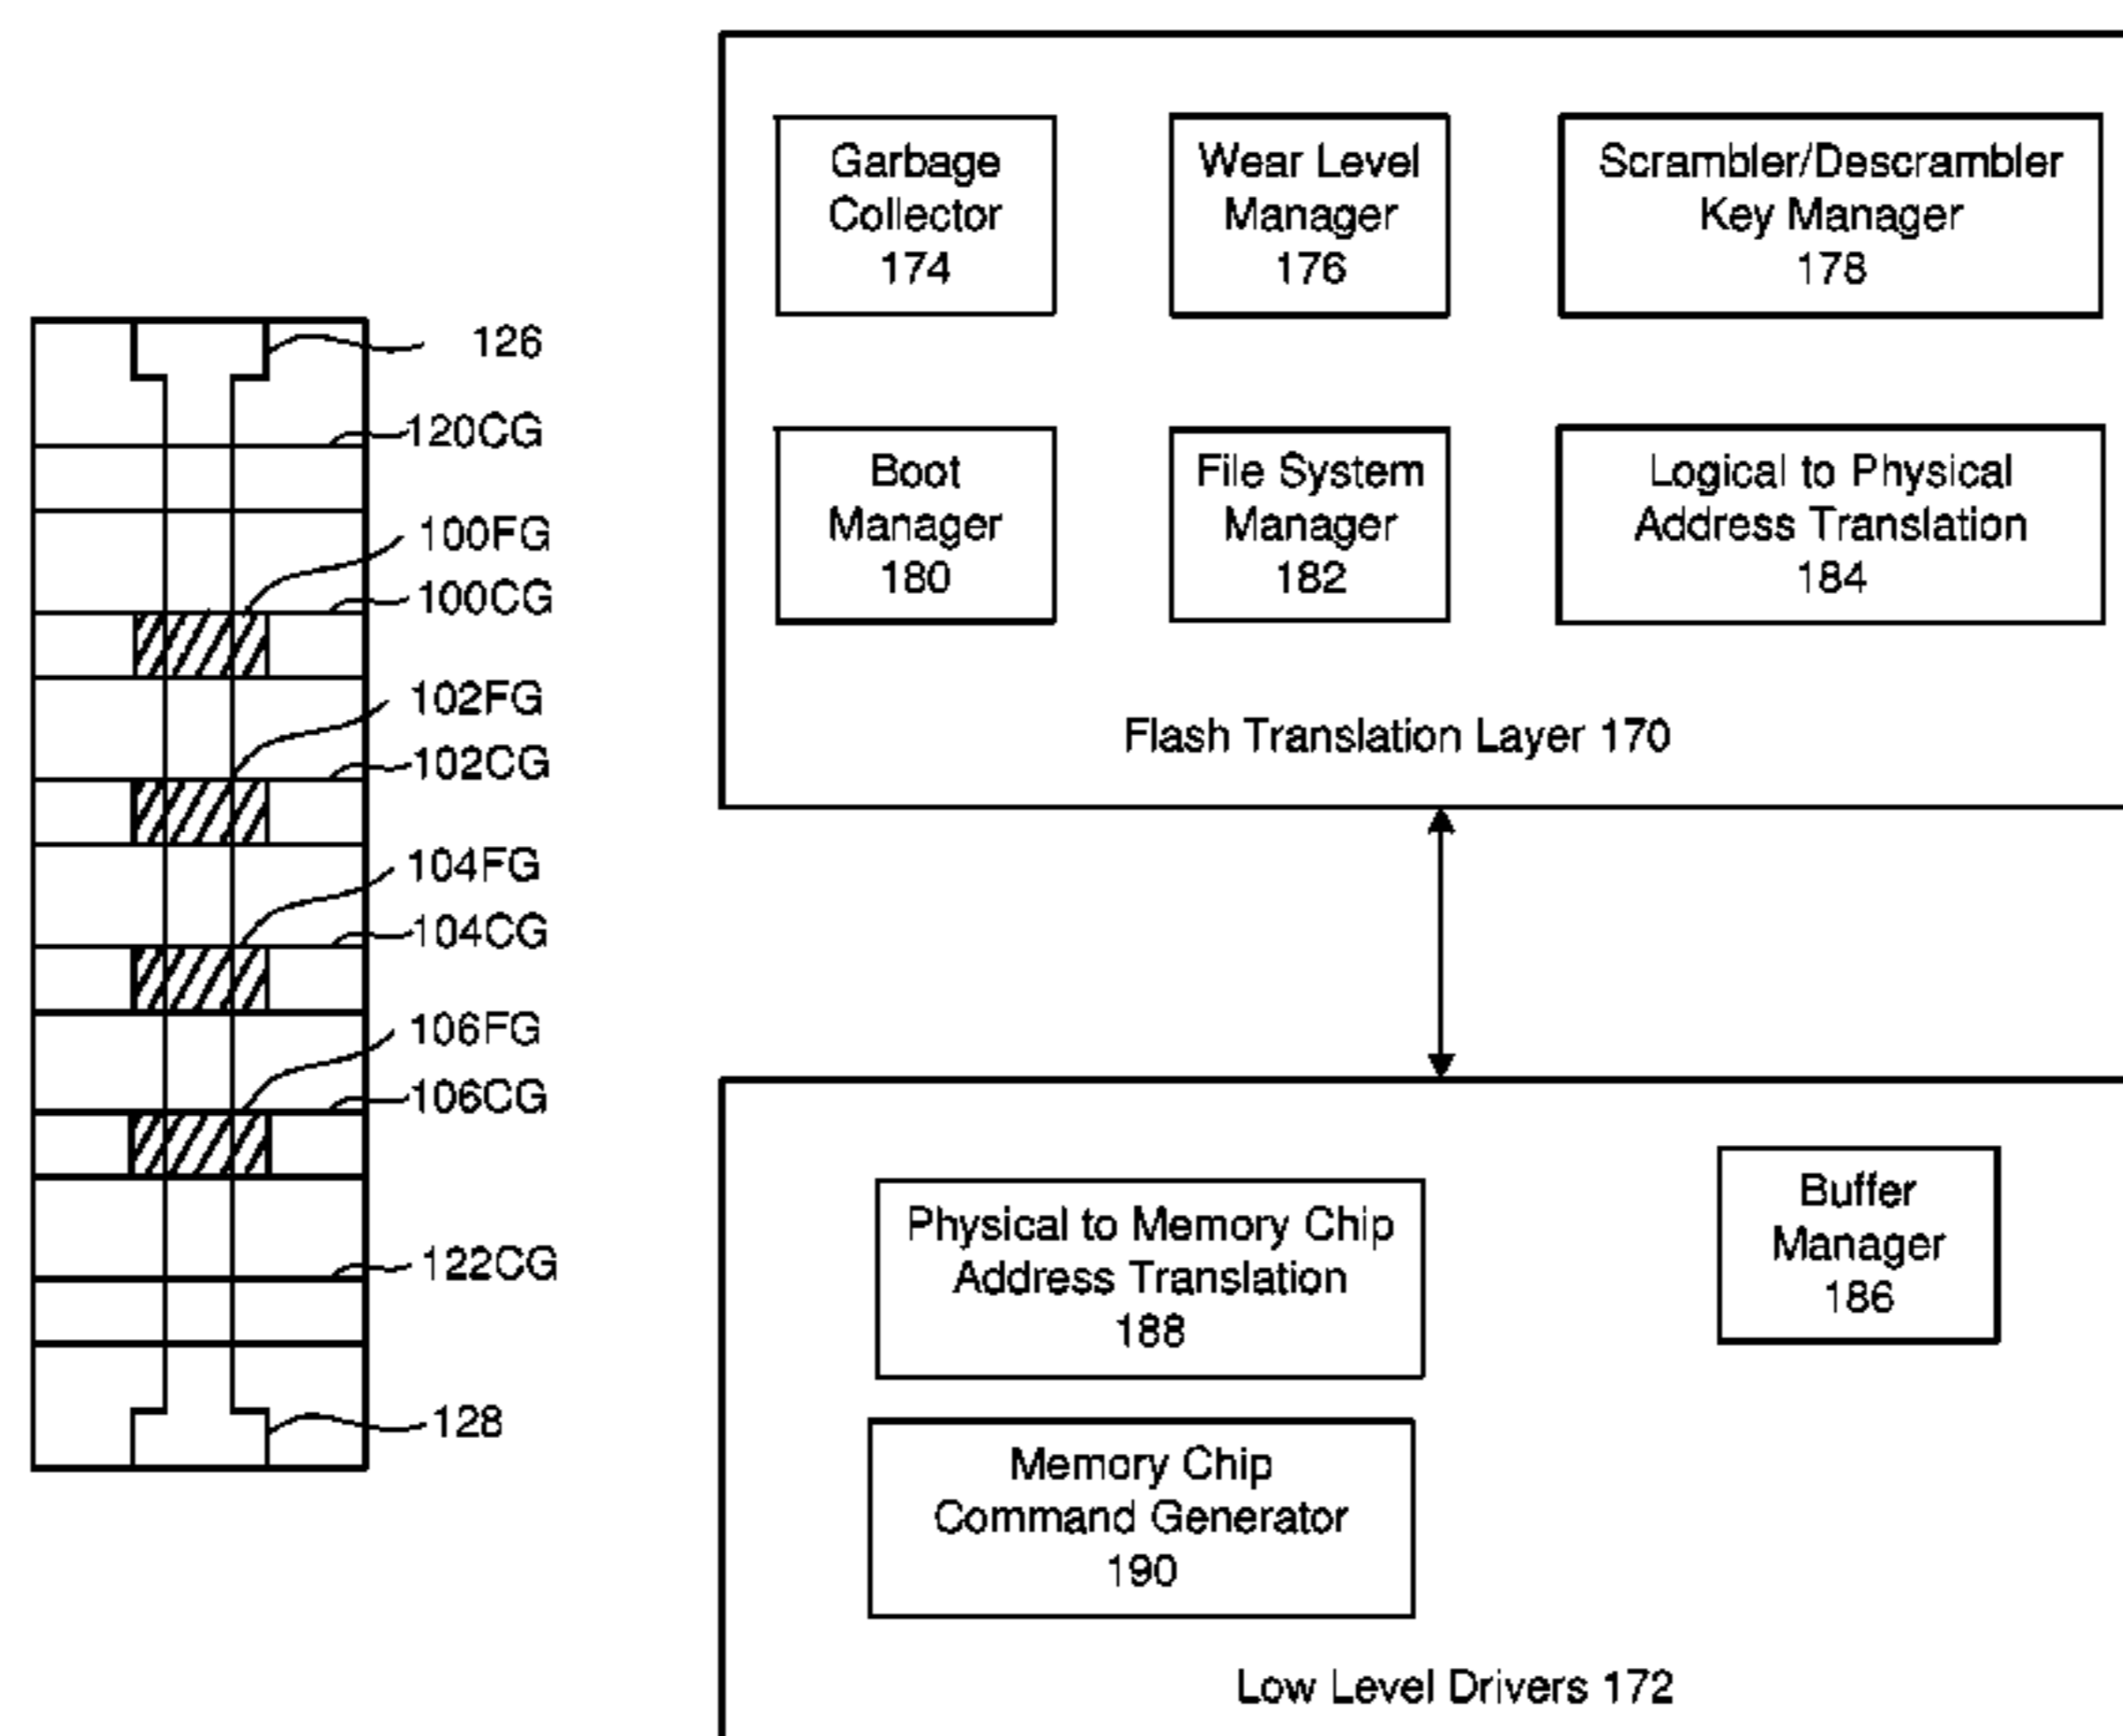 126
120CG
100FG
100CG
102FG
102CG
104FG
104CG
106FG
106CG
122CG
128
Garbage
Collector
174
Wear Level
Manager
176
Scrambler/Descrambler
Key Manager
178
Boot
Manager
180
File System
Manager
182
Logical to Physical
Address Translation
184
Flash Translation Layer 170
Physical to Memory Chip
Address Translation
188
Buffer
Manager
186
Memory Chip
Command Generator
190
Low Level Drivers 172